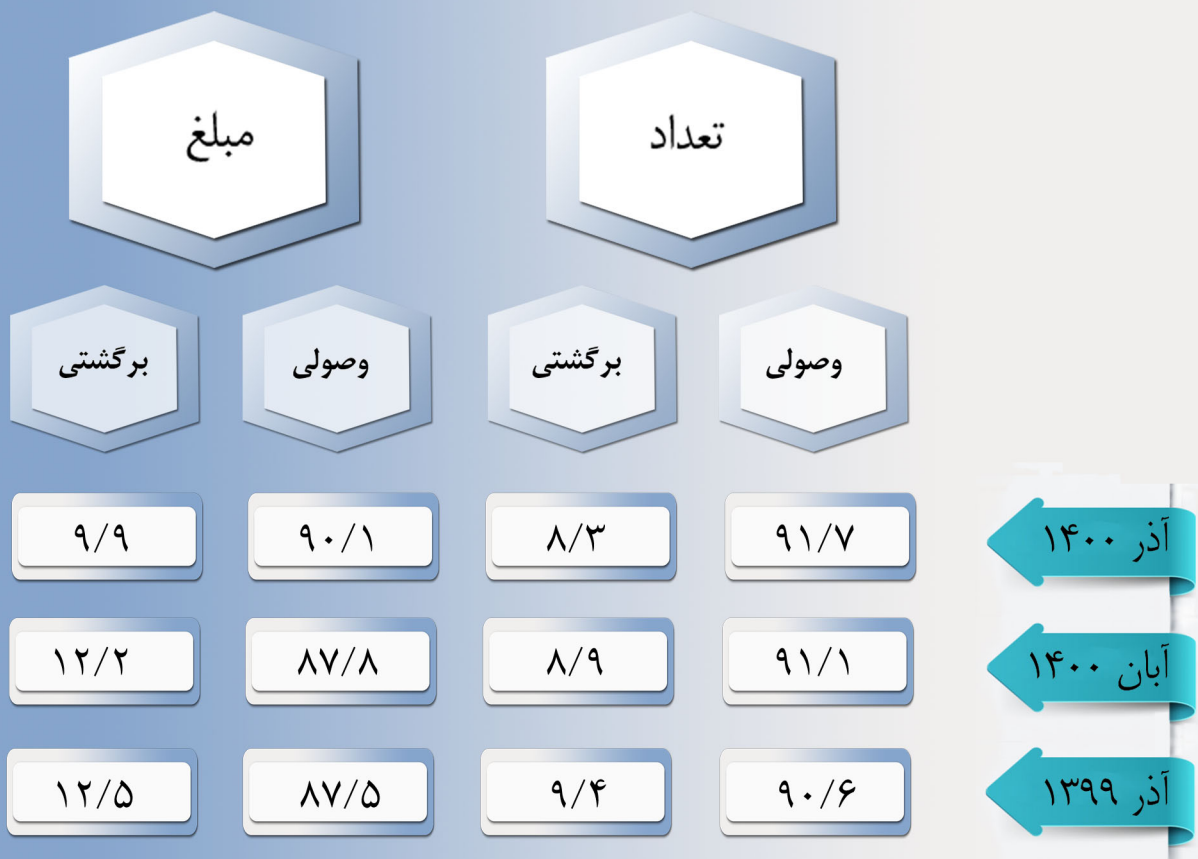 تعداد مبلغ
وصولی برگشتی وصولی برگشتی
آذر ۱۴۰۰ ۹۱/۷ ۸/۳ ۹۰/۱ ۹/۹
آبان ۱۴۰۰ ۹۱/۱ ۸/۹ ۸۷/۸ ۱۲/۲
آذر ۱۳۹۹ ۹۰/۶ ۹/۴ ۸۷/۵ ۱۲/۵